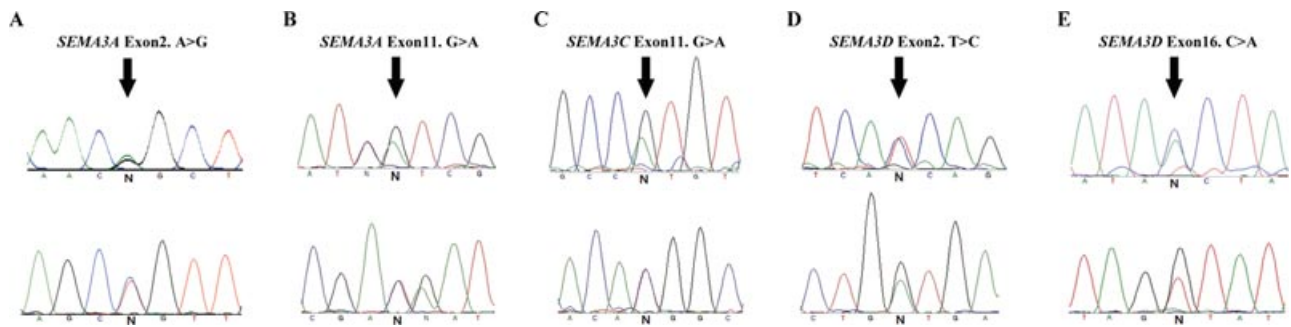 A B C D E
SEMA3A Exon2. A>G SEMA3A Exon11. G>A SEMA3C Exon11. G>A SEMA3D Exon2. T>C SEMA3D Exon16. C>A
A A C N G C T A T N N T C G G C C N T G T T C A N C A G A T A N C T A
A G C N G T T C G A N N A T A C A N G G C C T G N T G A T A G N T A T